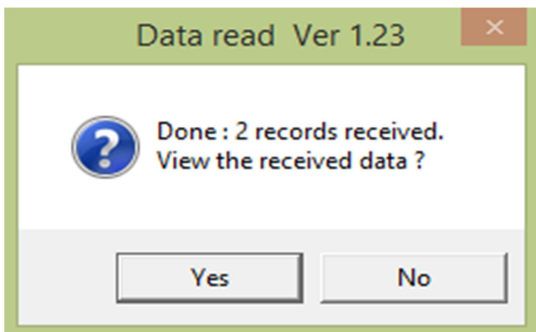 Data read  Ver 1.23
Done : 2 records received.
View the received data ?
Yes
No